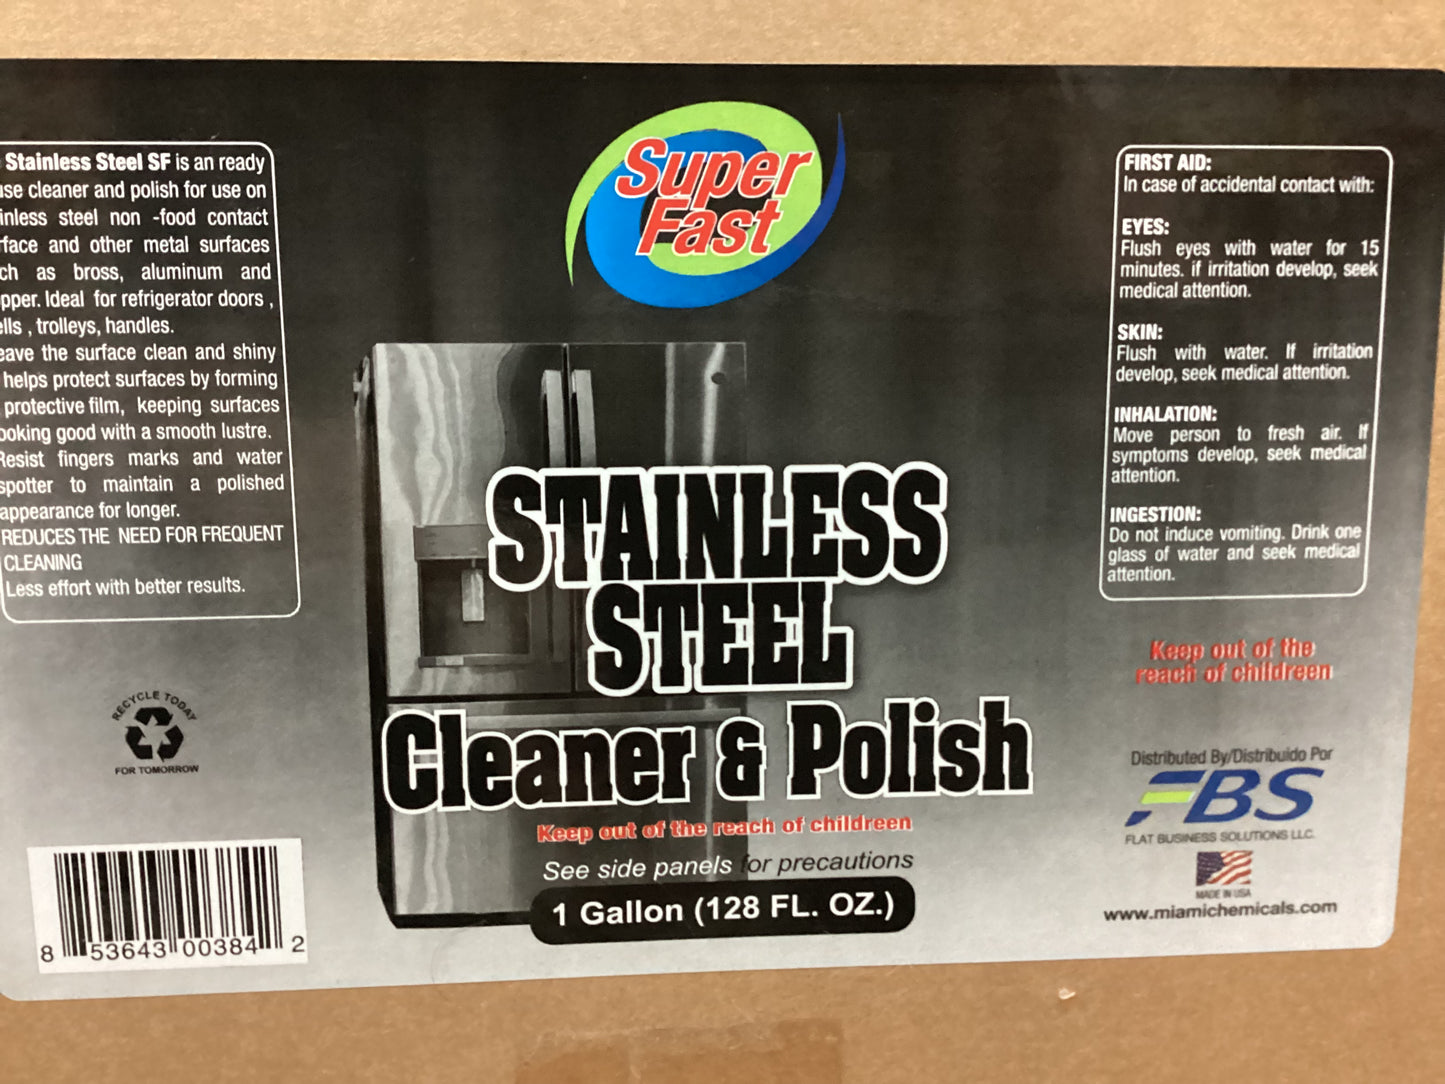 Stainless Steel SF is an ready
cleaner and polish for use on
steel non -food contact
and other metal surfaces
as bross, aluminum and
Ideal for refrigerator doors ,
, trolleys, handles.
the surface clean and shiny
helps protect surfaces by forming
protective film, keeping surfaces
good with a smooth lustre.
Resist fingers marks and water
spotter to maintain a polished
appearance for longer.
REDUCES THE NEED FOR FREQUENT
CLEANING
Less effort with better results.
RECYCLE TODAY
FOR TOMORROW
8 53643 00384 2
Super
Fast
STAINLESS
STEEL
Cleaner & Polish
Keep out of the reach of childreen
See side panels for precautions
1 Gallon (128 FL. OZ.)
FIRST AID:
In case of accidental contact with:
EYES:
Flush eyes with water for 15
minutes. if irritation develop, seek
medical attention.
SKIN:
Flush with water. If irritation
develop, seek medical attention.
INHALATION:
Move person to fresh air. If
symptoms develop, seek medical
attention.
INGESTION:
Do not induce vomiting. Drink one
glass of water and seek medical
attention.
Keep out of the
reach of childreen
Distributed By/Distribuido Por
FBS
FLAT BUSINESS SOLUTIONS LLC.
MADE IN USA
www.miamichemicals.com